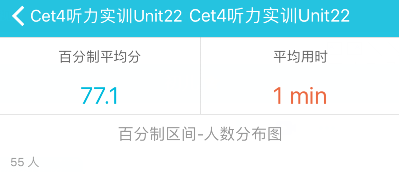 Cet4听力实训Unit22 Cet4听力实训Unit22
百分制平均分 平均用时
77.1 1 min
百分制区间-人数分布图
55 人